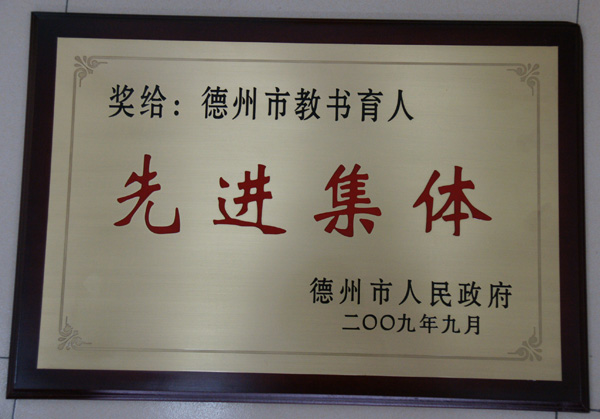 奖给：德州市教书育人
先进集体
德州市人民政府
二〇〇九年九月